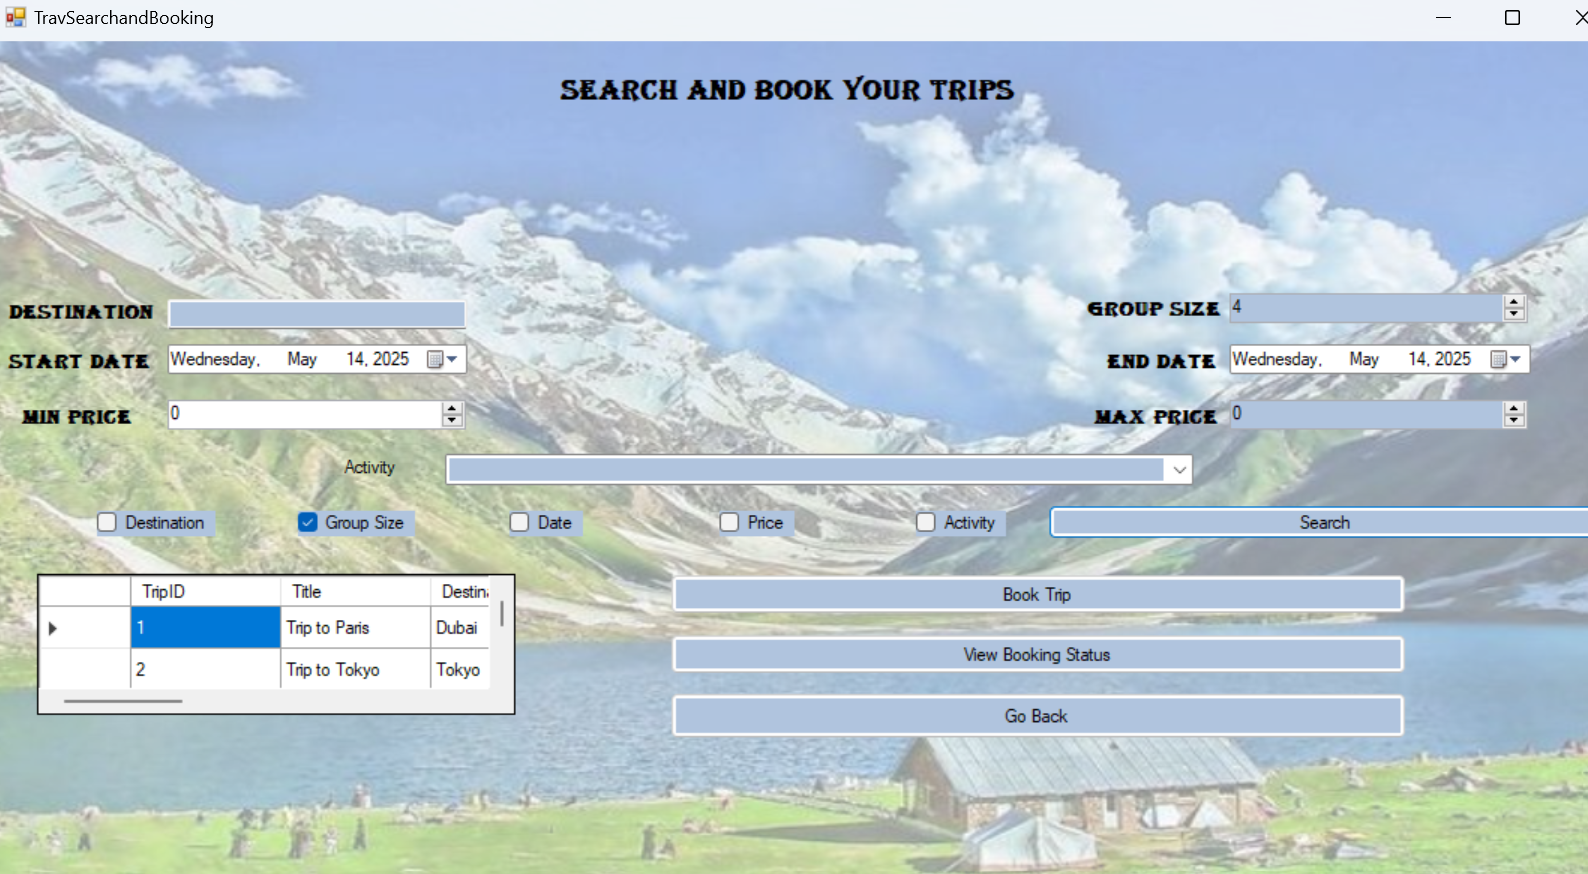 TravSearchandBooking
SEARCH AND BOOK YOUR TRIPS
DESTINATION
GROUP SIZE 4
START DATE Wednesday, May 14, 2025
END DATE Wednesday, May 14, 2025
MIN PRICE 0
MAX PRICE 0
Activity
Destination Group Size Date Price Activity Search
TripID Title Destin
1 Trip to Paris Dubai
2 Trip to Tokyo Tokyo
Book Trip
View Booking Status
Go Back